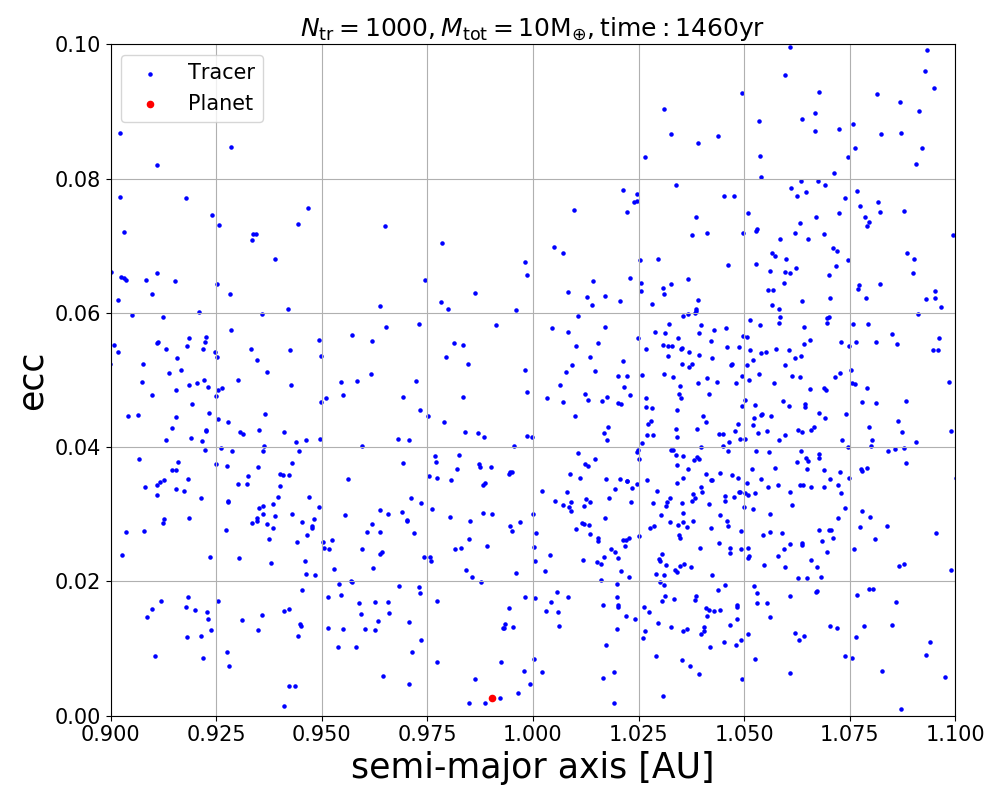 N_tr = 1000, M_tot = 10M_⊕, time : 1460yr
Tracer
Planet
ecc
0.10
0.08
0.06
0.04
0.02
0.00
0.900 0.925 0.950 0.975 1.000 1.025 1.050 1.075 1.100
semi-major axis [AU]